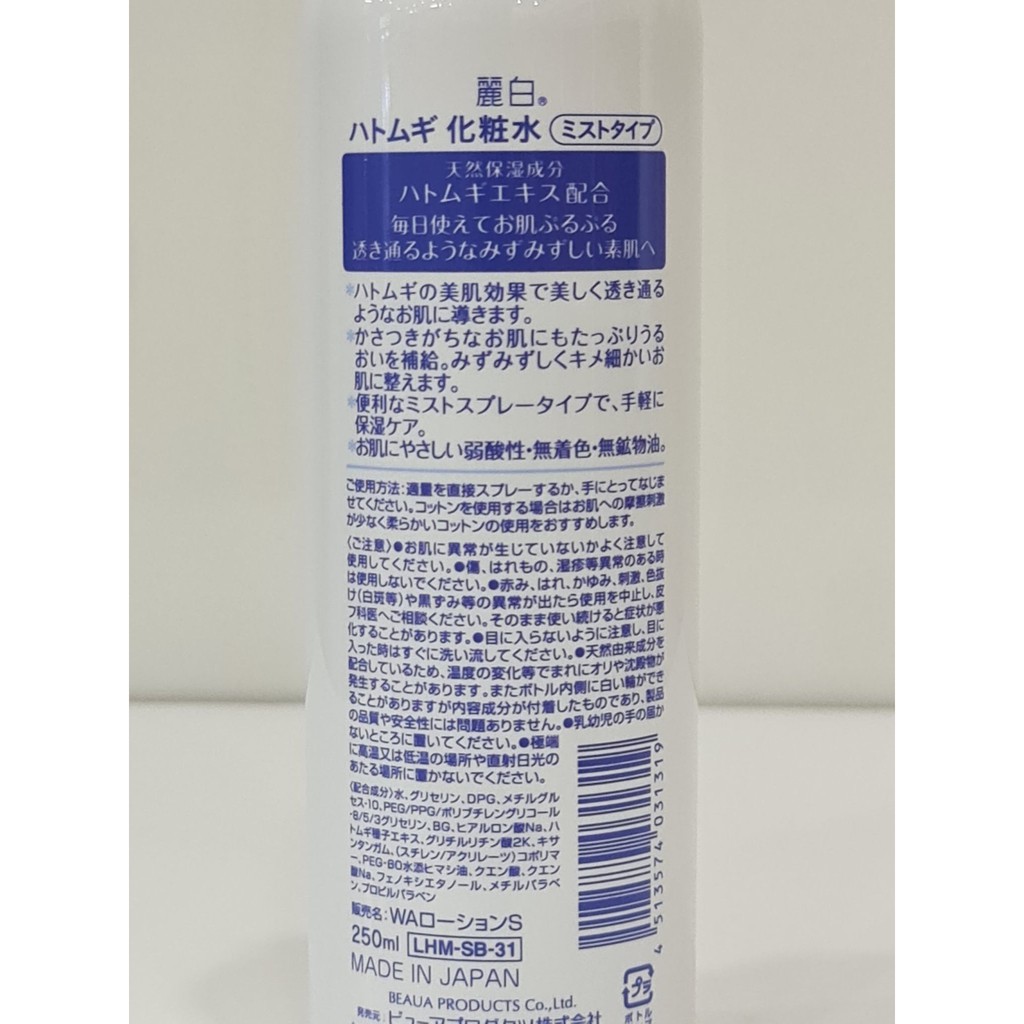 麗白®
ハトムギ 化粧水 ミストタイプ
天然保湿成分
ハトムギエキス配合
毎日使えてお肌ぷるぷる
透き通るようなみずみずしい素肌へ
*ハトムギの美肌効果で美しく透き通る
ようなお肌に導きます。
*かさつきがちなお肌にもたっぷりうる
おいを補給。みずみずしくキメ細かいお
肌に整えます。
*便利なミストスプレータイプで、手軽に
保湿ケア。
*お肌にやさしい弱酸性・無着色・無鉱物油。
ご使用方法:適量を直接スプレーするか、手にとってなじま
せてください。コットンを使用する場合はお肌への摩擦刺激
が少なく柔らかいコットンの使用をおすすめします。
〈ご注意〉●お肌に異常が生じていないかよく注意して
使用してください。●傷、はれもの、湿疹等異常のある時
は使用しないでください。●赤み、はれ、かゆみ、刺激、色抜
け(白斑等)や黒ずみ等の異常が出たら使用を中止し、皮
フ科医へご相談ください。そのまま使い続けると症状が悪
化することがあります。●目に入らないように注意し、目に
入った時はすぐに洗い流してください。●天然由来成分を
配合しているため、温度の変化等でまれにオリや沈殿物が
発生することがあります。またボトル内側に白い輪ができ
ることがありますが内容成分が付着したものであり、製品
の品質や安全性には問題ありません。●乳幼児の手の届か
ないところに置いてください。●極端
に高温又は低温の場所や直射日光の
あたる場所に置かないでください。
〈配合成分〉水、グリセリン、DPG、メチルグル
セス-10、PEG/PPG/ポリブチレングリコール
-8/5/3グリセリン、BG、ヒアルロン酸Na、ハ
トムギ種子エキス、グリチルリチン酸2K、キサ
ンタンガム、(スチレン/アクリレーツ)コポリマ
ー、PEG-60水添ヒマシ油、クエン酸、クエン
酸Na、フェノキシエタノール、メチルパラベ
ン、プロピルパラベン
販売名:WAローションS
250ml LHM-SB-31
MADE IN JAPAN
BEAUA PRODUCTS Co.,Ltd.
発売元:ビューアプロダクツ株式会社
4 513574 031319
プラ
ボトル